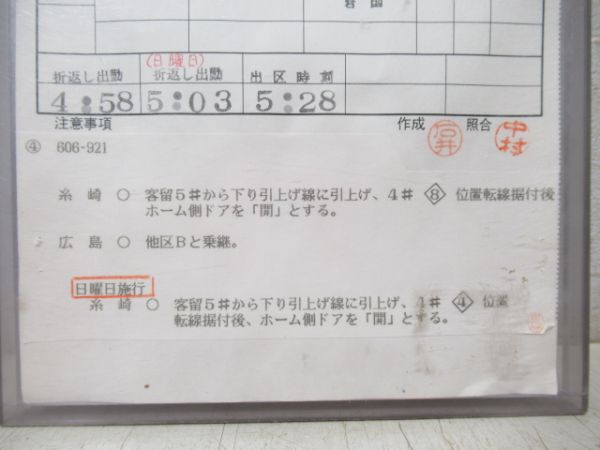 (日曜日)
折返し出勤 折返し出勤 出区時刻
4:58 5:03 5:28
注意事項 作成 石井 照合 中村
④ 606-921
糸崎 ○ 客留5#から下り引上げ線に引上げ、4# ⑧ 位置転線据付後
ホーム側ドアを「開」とする。
広島 ○ 他区Bと乗継。
日曜日施行
糸崎 ○ 客留5#から下り引上げ線に引上げ、4# ④ 位置
転線据付後、ホーム側ドアを「開」とする。